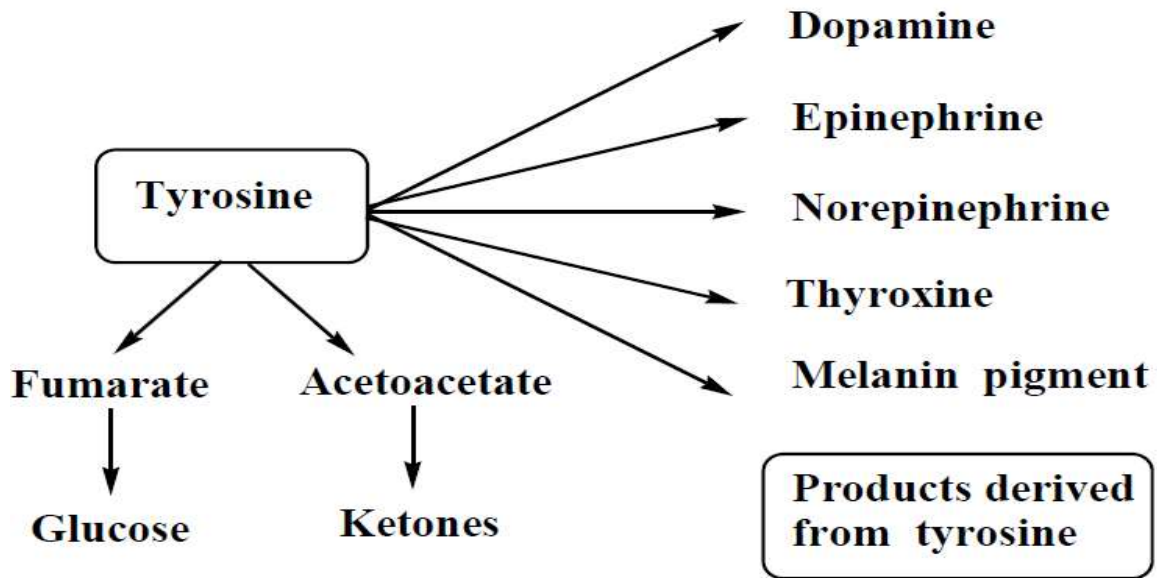 Dopamine
Epinephrine
Tyrosine
Norepinephrine
Thyroxine
Fumarate
Acetoacetate
Melanin pigment
Glucose
Ketones
Products derived
from tyrosine